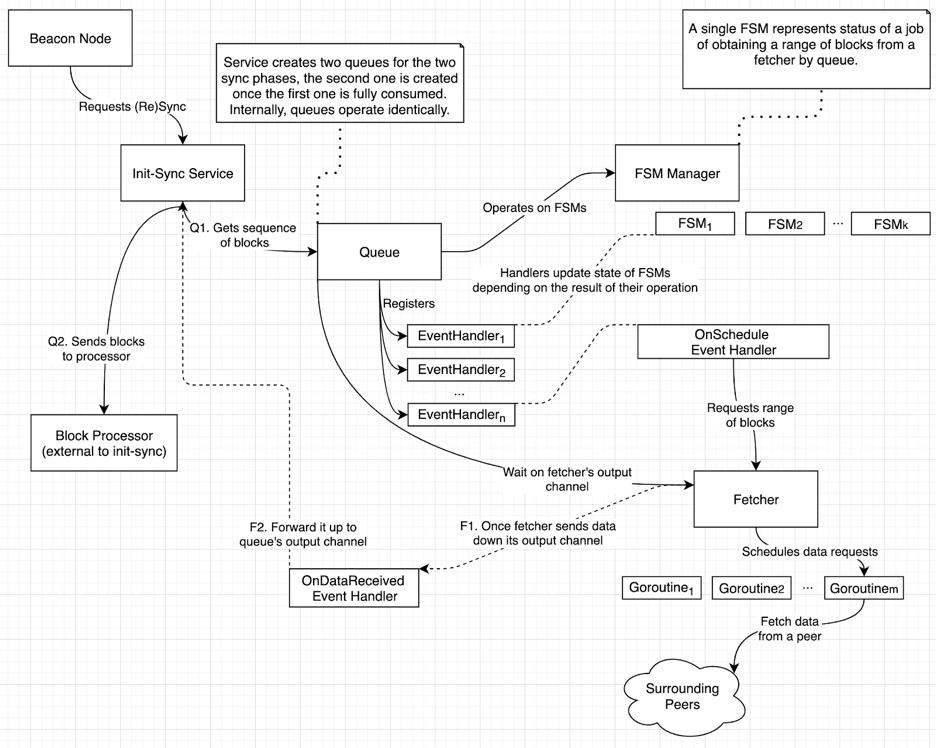 Beacon Node
Requests (Re)Sync
Service creates two queues for the two
sync phases, the second one is created
once the first one is fully consumed.
Internally, queues operate identically.
A single FSM represents status of a job
of obtaining a range of blocks from a
fetcher by queue.
Init-Sync Service
FSM Manager
Operates on FSMs
FSM1
FSM2
...
FSMk
Q1. Gets sequence
of blocks
Queue
Handlers update state of FSMs
depending on the result of their operation
Registers
EventHandler1
EventHandler2
...
EventHandlern
OnSchedule
Event Handler
Q2. Sends blocks
to processor
Requests range
of blocks
Block Processor
(external to init-sync)
Wait on fetcher's output
channel
Fetcher
F2. Forward it up to
queue's output channel
F1. Once fetcher sends data
down its output channel
Schedules data requests
OnDataReceived
Event Handler
Goroutine1
Goroutine2
...
Goroutinem
Fetch data
from a peer
Surrounding
Peers